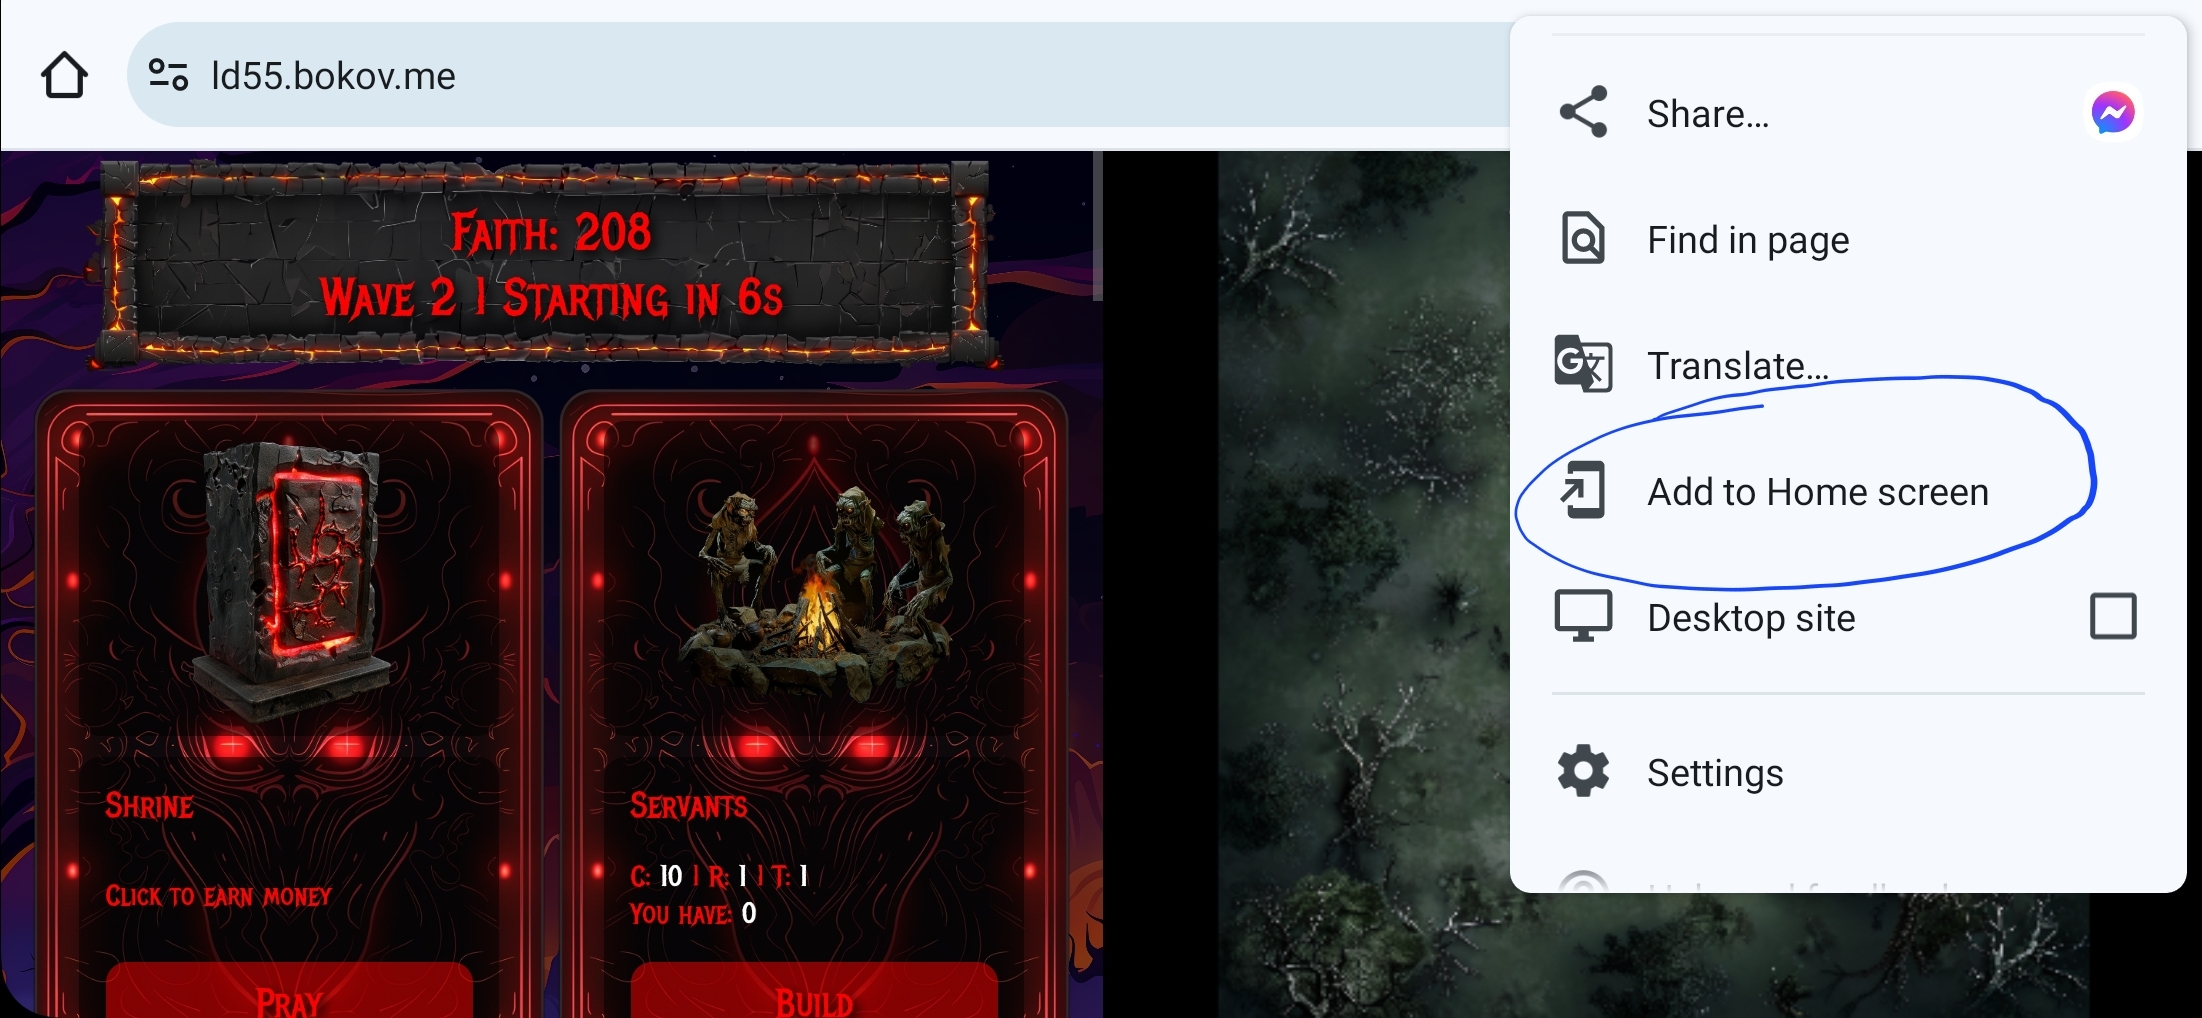 ld55.bokov.me
Faith: 208
Wave 2 | Starting in 6s
Shrine
Click to earn money
Pray
Servants
C: 10 | R: 1 | T: 1
You have: 0
Build
Share...
Find in page
Translate...
Add to Home screen
Desktop site
Settings